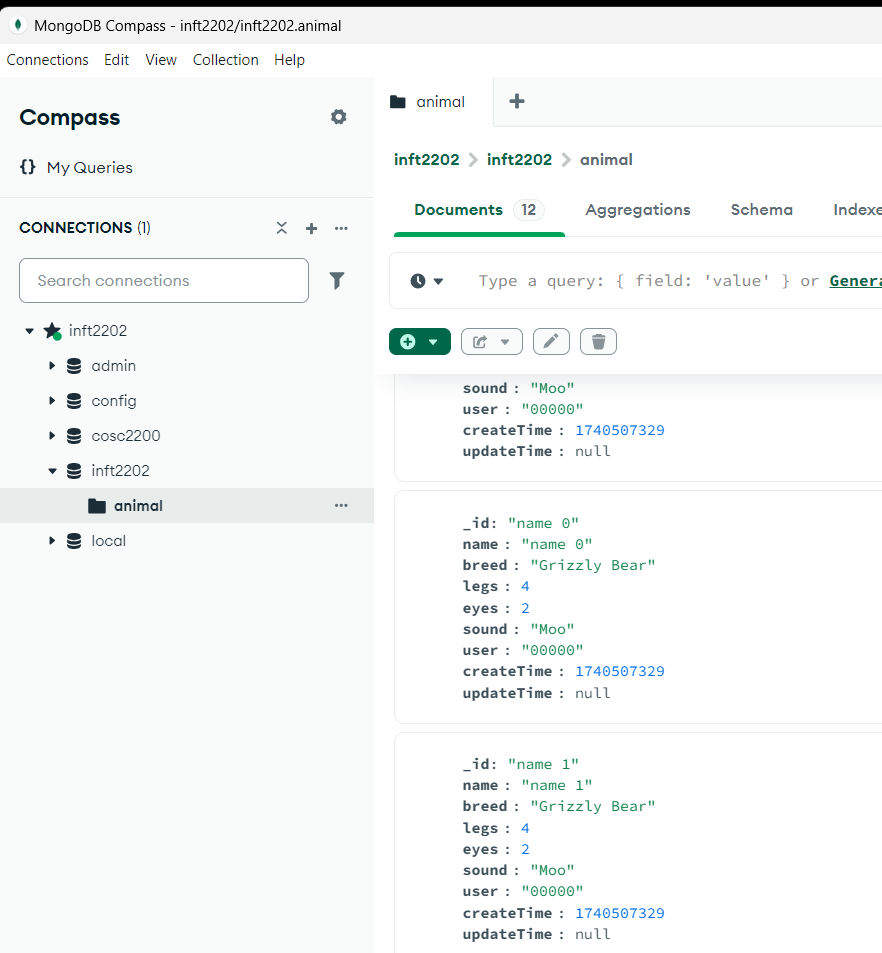 MongoDB Compass - inft2202/inft2202.animal
Connections Edit View Collection Help
Compass
{} My Queries
CONNECTIONS (1)
Search connections
inft2202
admin
config
cosc2200
inft2202
animal
local
animal
inft2202 > inft2202 > animal
Documents 12 Aggregations Schema Indexe
Type a query: { field: 'value' } or Genera
sound : "Moo"
user : "00000"
createTime : 1740507329
updateTime : null
_id: "name 0"
name : "name 0"
breed : "Grizzly Bear"
legs : 4
eyes : 2
sound : "Moo"
user : "00000"
createTime : 1740507329
updateTime : null
_id: "name 1"
name : "name 1"
breed : "Grizzly Bear"
legs : 4
eyes : 2
sound : "Moo"
user : "00000"
createTime : 1740507329
updateTime : null